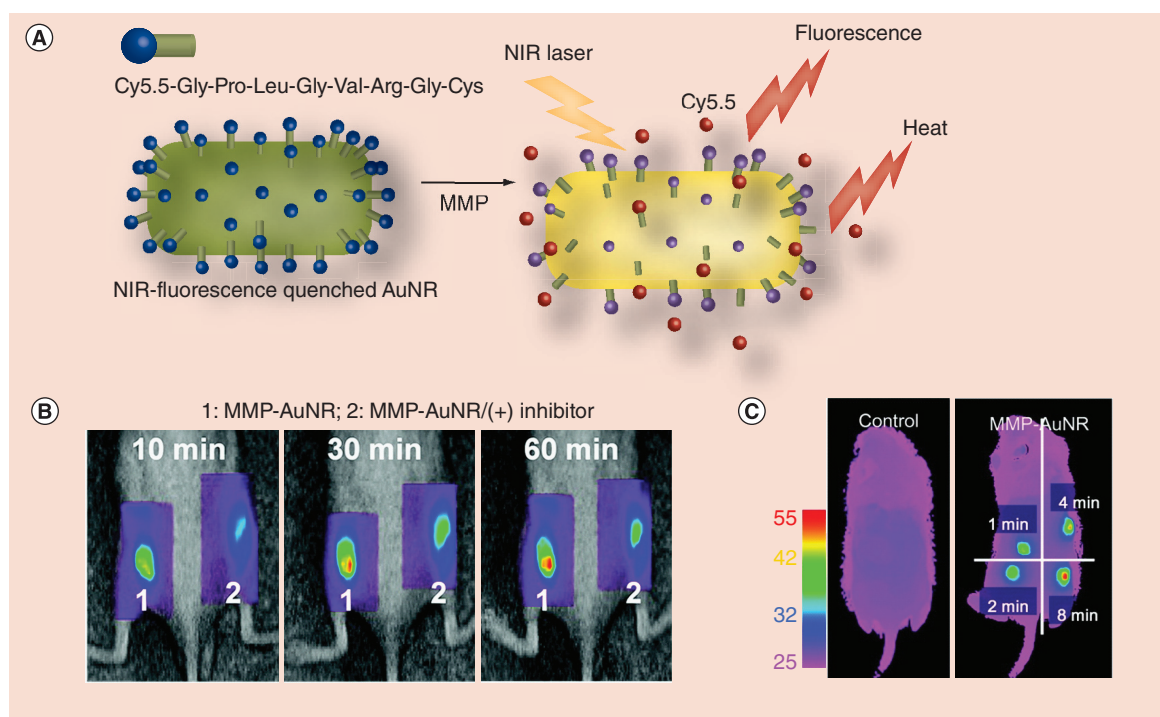 A
Cy5.5-Gly-Pro-Leu-Gly-Val-Arg-Gly-Cys
NIR laser
Fluorescence
Cy5.5
Heat
MMP
NIR-fluorescence quenched AuNR
B
1: MMP-AuNR; 2: MMP-AuNR/(+) inhibitor
10 min
30 min
60 min
1
2
1
2
1
2
C
Control
MMP-AuNR
55
42
32
25
4 min
1 min
2 min
8 min